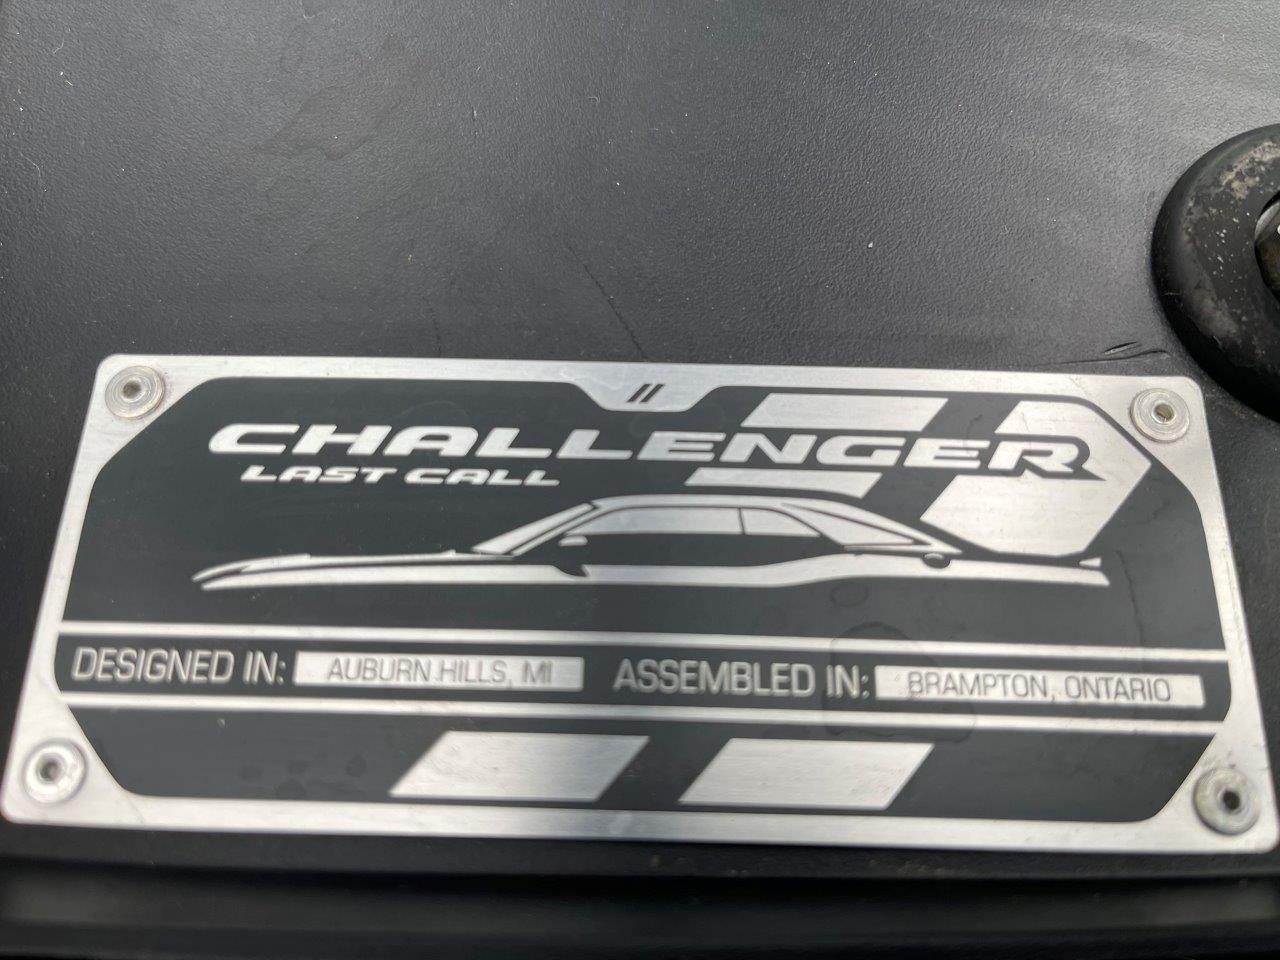 CHALLENGER
LAST CALL
DESIGNED IN: AUBURN HILLS, MI ASSEMBLED IN: BRAMPTON, ONTARIO